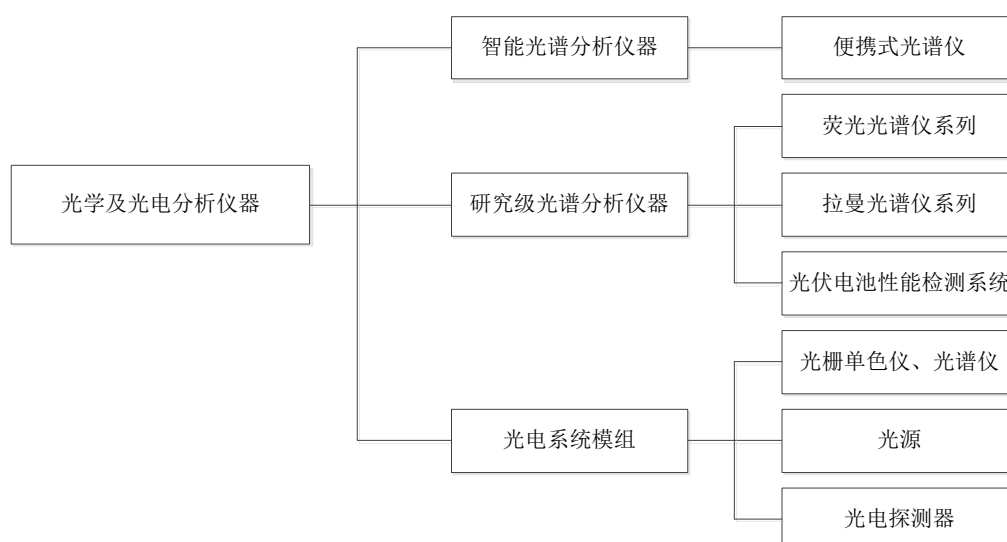 光学及光电分析仪器
智能光谱分析仪器
便携式光谱仪
研究级光谱分析仪器
荧光光谱仪系列
拉曼光谱仪系列
光伏电池性能检测系统
光电系统模组
光栅单色仪、光谱仪
光源
光电探测器